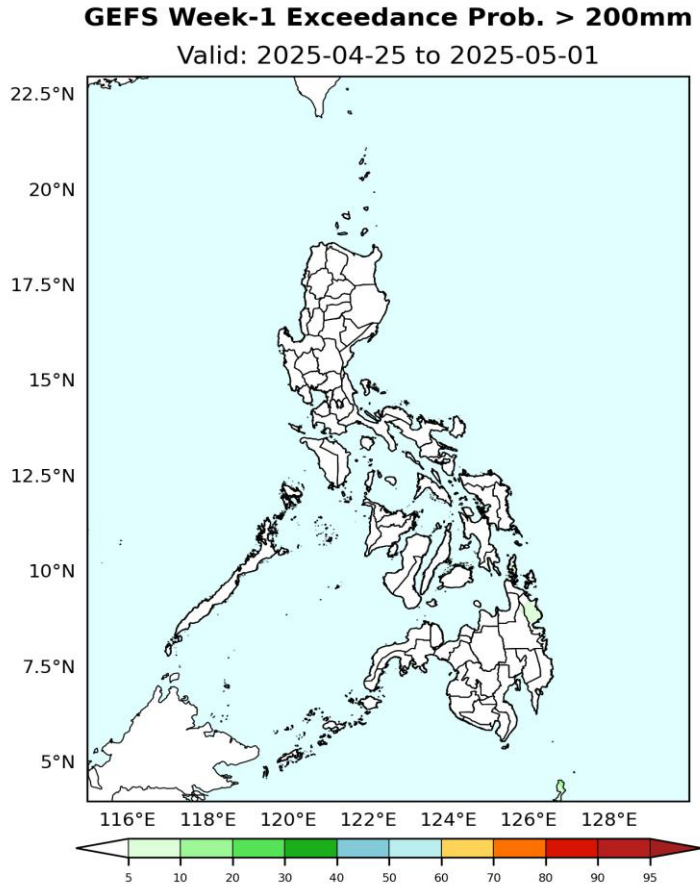 GEFS Week-1 Exceedance Prob. > 200mm
Valid: 2025-04-25 to 2025-05-01
22.5°N
20°N
17.5°N
15°N
12.5°N
10°N
7.5°N
5°N
116°E 118°E 120°E 122°E 124°E 126°E 128°E
5 10 20 30 40 50 60 70 80 90 95